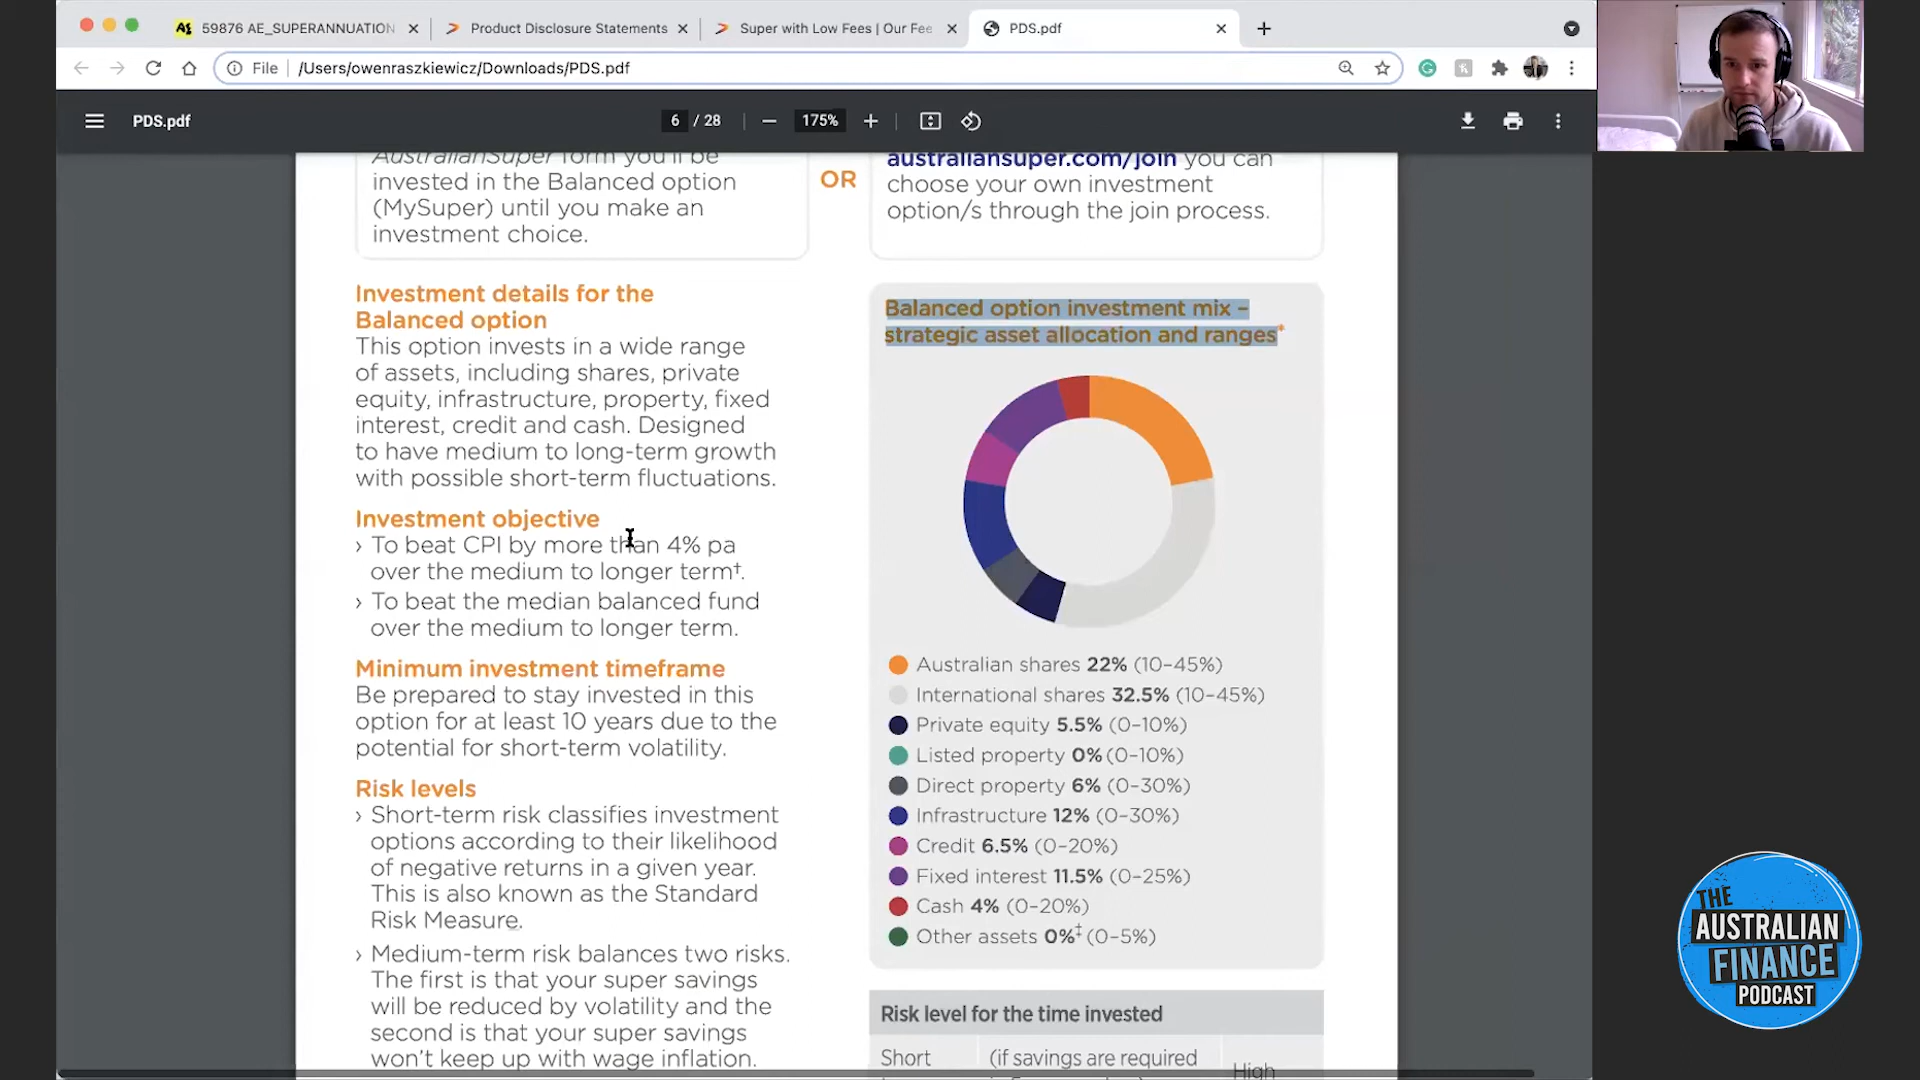 59876 AE_SUPERANNUATION
Product Disclosure Statements
Super with Low Fees | Our Fee
PDS.pdf
File
/Users/owenraszkiewicz/Downloads/PDS.pdf
PDS.pdf
6 / 28
175%
AustralianSuper form you'll be
invested in the Balanced option
(MySuper) until you make an
investment choice.
OR
australiansuper.com/join you can
choose your own investment
option/s through the join process.
Investment details for the
Balanced option
This option invests in a wide range
of assets, including shares, private
equity, infrastructure, property, fixed
interest, credit and cash. Designed
to have medium to long-term growth
with possible short-term fluctuations.
Investment objective
› To beat CPI by more than 4% pa
over the medium to longer term†.
› To beat the median balanced fund
over the medium to longer term.
Minimum investment timeframe
Be prepared to stay invested in this
option for at least 10 years due to the
potential for short-term volatility.
Risk levels
› Short-term risk classifies investment
options according to their likelihood
of negative returns in a given year.
This is also known as the Standard
Risk Measure.
› Medium-term risk balances two risks.
The first is that your super savings
will be reduced by volatility and the
second is that your super savings
won't keep up with wage inflation.
Balanced option investment mix –
strategic asset allocation and ranges*
Australian shares 22% (10–45%)
International shares 32.5% (10–45%)
Private equity 5.5% (0–10%)
Listed property 0% (0–10%)
Direct property 6% (0–30%)
Infrastructure 12% (0–30%)
Credit 6.5% (0–20%)
Fixed interest 11.5% (0–25%)
Cash 4% (0–20%)
Other assets 0%‡ (0–5%)
Risk level for the time invested
Short
(if savings are required
High
THE
AUSTRALIAN
FINANCE
PODCAST